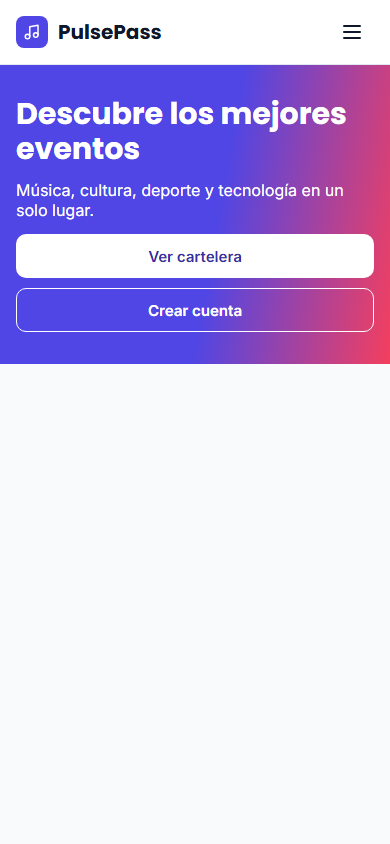 PulsePass
Descubre los mejores
eventos
Música, cultura, deporte y tecnología en un
solo lugar.
Ver cartelera
Crear cuenta